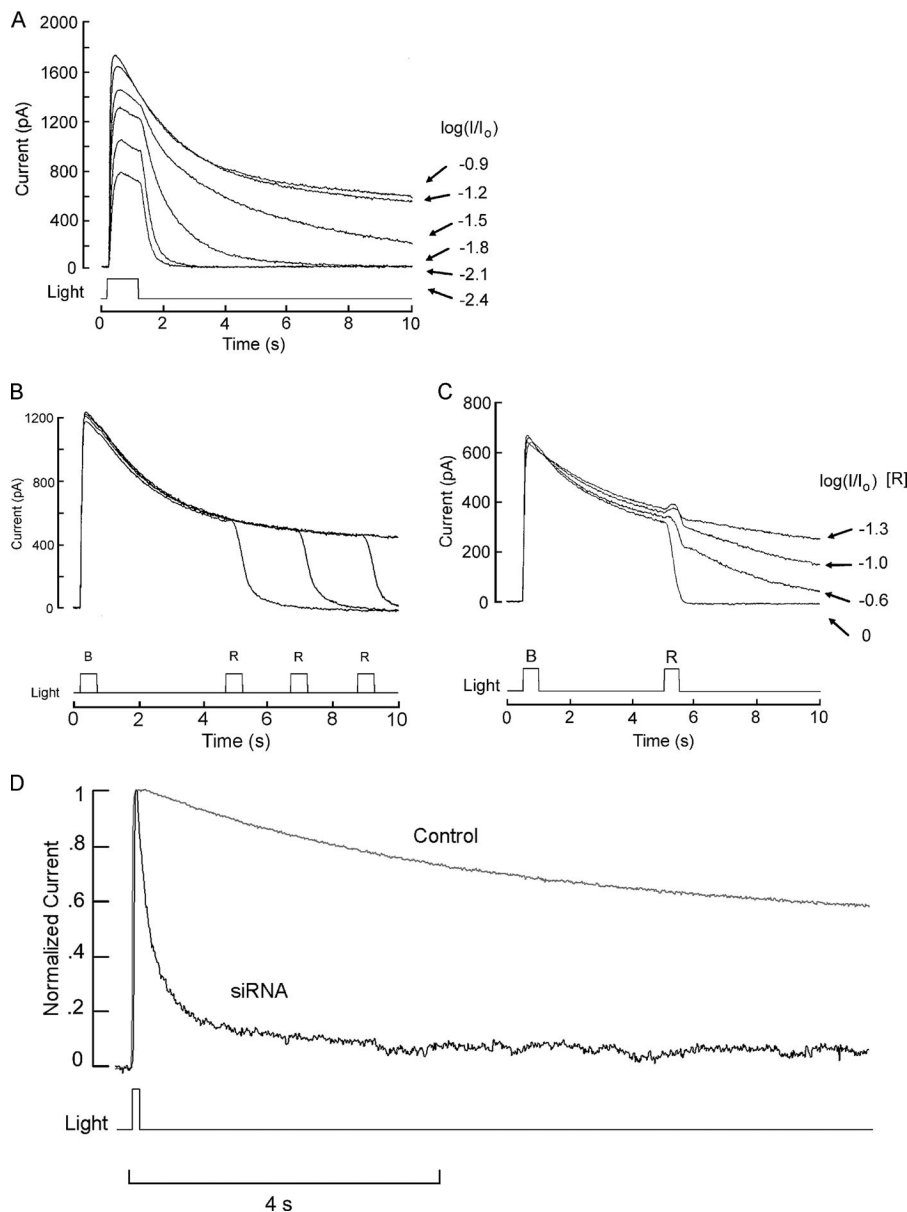 A
2000
1600
1200
800
400
0
Current (pA)
log(I/Io)
-0.9
-1.2
-1.5
-1.8
-2.1
-2.4
Light
0 2 4 6 8 10
Time (s)
B
1200
800
400
0
Current (pA)
B R R R
Light
0 2 4 6 8 10
Time (s)
C
800
600
400
200
0
Current (pA)
log(I/Io) [R]
-1.3
-1.0
-0.6
0
B R
Light
0 2 4 6 8 10
Time (s)
D
1
.8
.6
.4
.2
0
Normalized Current
Control
siRNA
Light
4 s